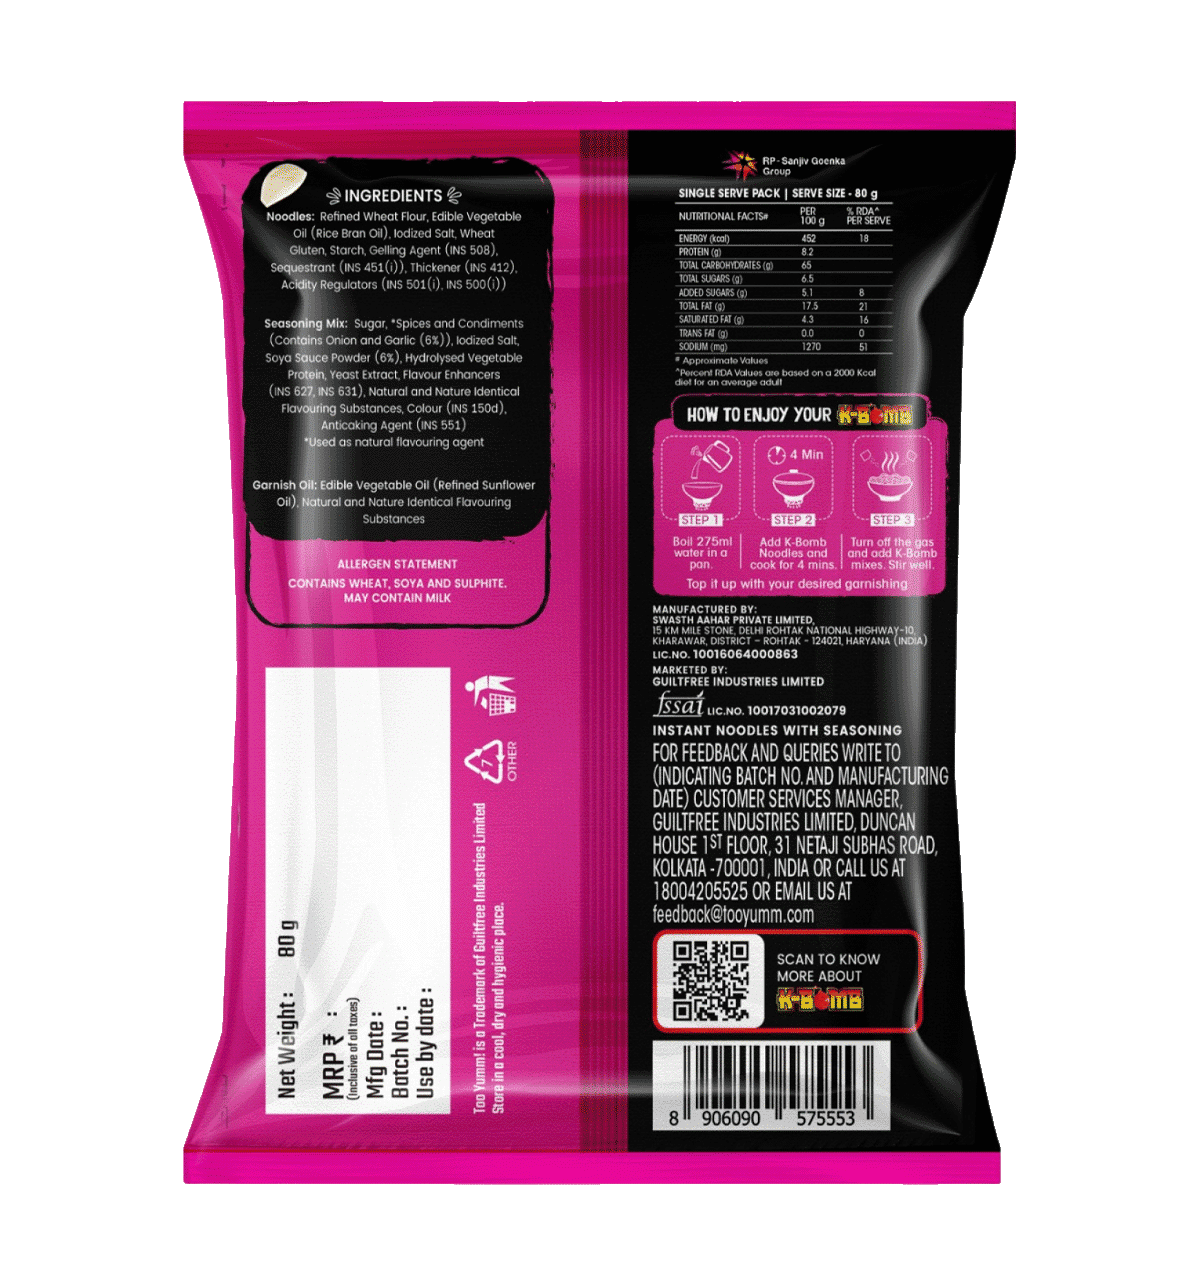 INGREDIENTS
Noodles: Refined Wheat Flour, Edible Vegetable
Oil (Rice Bran Oil), Iodized Salt, Wheat
Gluten, Starch, Gelling Agent (INS 508),
Sequestrant (INS 451(i)), Thickener (INS 412),
Acidity Regulators (INS 501(i), INS 500(i))
Seasoning Mix: Sugar, *Spices and Condiments
(Contains Onion and Garlic (6%)), Iodized Salt,
Soya Sauce Powder (6%), Hydrolysed Vegetable
Protein, Yeast Extract, Flavour Enhancers
(INS 627, INS 631), Natural and Nature Identical
Flavouring Substances, Colour (INS 150d),
Anticaking Agent (INS 551)
*Used as natural flavouring agent
Garnish Oil: Edible Vegetable Oil (Refined Sunflower
Oil), Natural and Nature Identical Flavouring
Substances
ALLERGEN STATEMENT
CONTAINS WHEAT, SOYA AND SULPHITE.
MAY CONTAIN MILK
Net Weight : 80 g
MRP ₹ :
(Inclusive of all taxes)
Mfg Date :
Batch No. :
Use by date :
7
OTHER
Too Yumm! is a Trademark of Guiltfree Industries Limited
Store in a cool, dry and hygienic place.
RP-Sanjiv Goenka
Group
SINGLE SERVE PACK | SERVE SIZE - 80 g
NUTRITIONAL FACTS# PER 100 g % RDA^ PER SERVE
ENERGY (kcal) 452 18
PROTEIN (g) 8.2
TOTAL CARBOHYDRATES (g) 65
TOTAL SUGARS (g) 6.5
ADDED SUGARS (g) 5.1 8
TOTAL FAT (g) 17.5 21
SATURATED FAT (g) 4.3 16
TRANS FAT (g) 0.0 0
SODIUM (mg) 1270 51
# Approximate Values
^Percent RDA Values are based on a 2000 Kcal
diet for an average adult
HOW TO ENJOY YOUR K-BOMB
4 Min
STEP 1 STEP 2 STEP 3
Boil 275ml water in a pan.
Add K-Bomb Noodles and cook for 4 mins.
Turn off the gas and add K-Bomb mixes. Stir well.
Top it up with your desired garnishing
MANUFACTURED BY:
SWASTH AAHAR PRIVATE LIMITED,
15 KM MILE STONE, DELHI ROHTAK NATIONAL HIGHWAY-10,
KHARAWAR, DISTRICT – ROHTAK - 124021, HARYANA (INDIA)
LIC.NO. 10016064000863
MARKETED BY:
GUILTFREE INDUSTRIES LIMITED
fssai LIC.NO. 10017031002079
INSTANT NOODLES WITH SEASONING
FOR FEEDBACK AND QUERIES WRITE TO
(INDICATING BATCH NO. AND MANUFACTURING
DATE) CUSTOMER SERVICES MANAGER,
GUILTFREE INDUSTRIES LIMITED, DUNCAN
HOUSE 1ST FLOOR, 31 NETAJI SUBHAS ROAD,
KOLKATA -700001, INDIA OR CALL US AT
18004205525 OR EMAIL US AT
feedback@tooyumm.com
SCAN TO KNOW
MORE ABOUT
K-BOMB
8 906090 575553